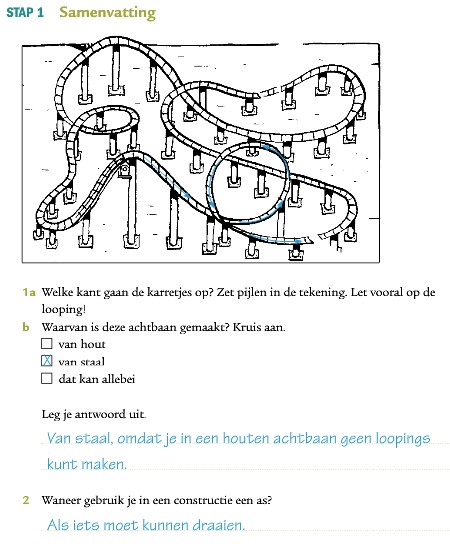 STAP 1 Samenvatting
1a Welke kant gaan de karretjes op? Zet pijlen in de tekening. Let vooral op de
looping!
b Waarvan is deze achtbaan gemaakt? Kruis aan.
van hout
X van staal
dat kan allebei
Leg je antwoord uit.
Van staal, omdat je in een houten achtbaan geen loopings
kunt maken.
2 Waneer gebruik je in een constructie een as?
Als iets moet kunnen draaien.